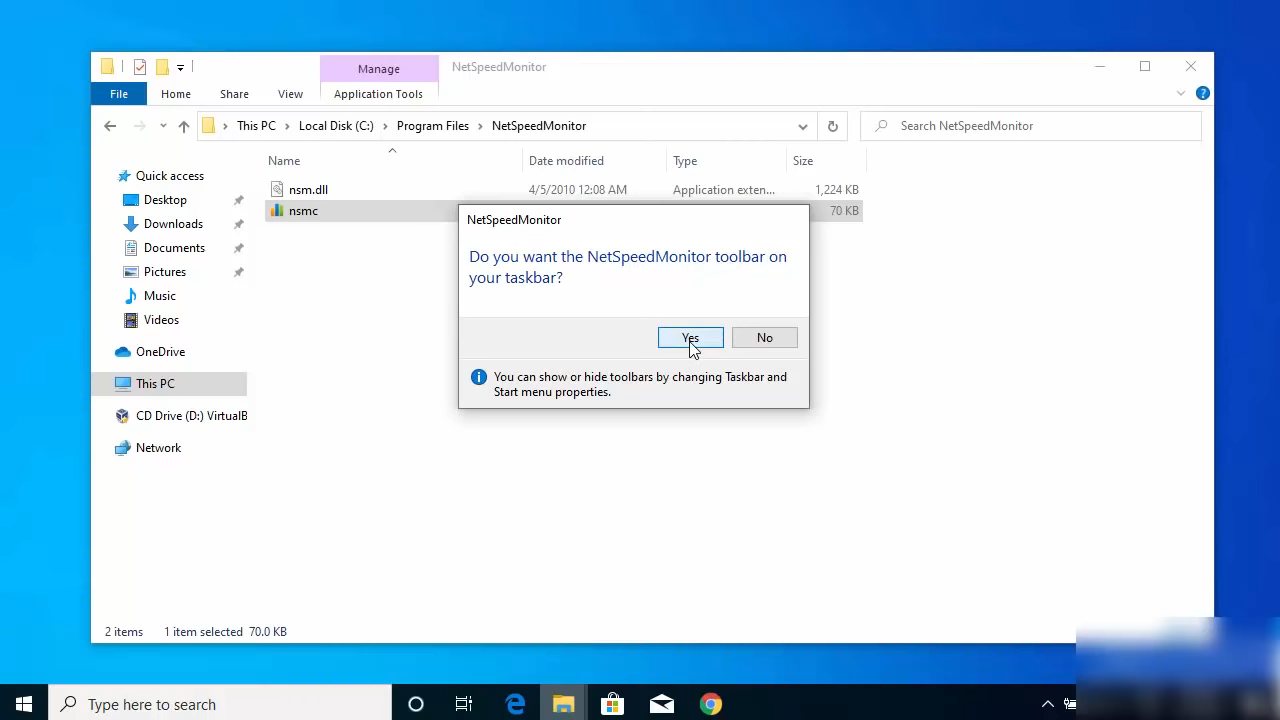 Manage
NetSpeedMonitor
File
Home
Share
View
Application Tools
This PC
Local Disk (C:)
Program Files
NetSpeedMonitor
Search NetSpeedMonitor
Name
Date modified
Type
Size
Quick access
Desktop
Downloads
Documents
Pictures
Music
Videos
OneDrive
This PC
CD Drive (D:) VirtualB
Network
nsm.dll
4/5/2010 12:08 AM
Application exten...
1,224 KB
nsmc
70 KB
NetSpeedMonitor
Do you want the NetSpeedMonitor toolbar on
your taskbar?
Yes
No
You can show or hide toolbars by changing Taskbar and
Start menu properties.
2 items
1 item selected 70.0 KB
Type here to search